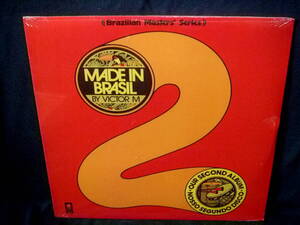 "Brazilian Masters' Series"
MADE IN
BRASIL
BY VICTOR M
OUR SECOND ALBUM
NOSSO SEGUNDO DISCO